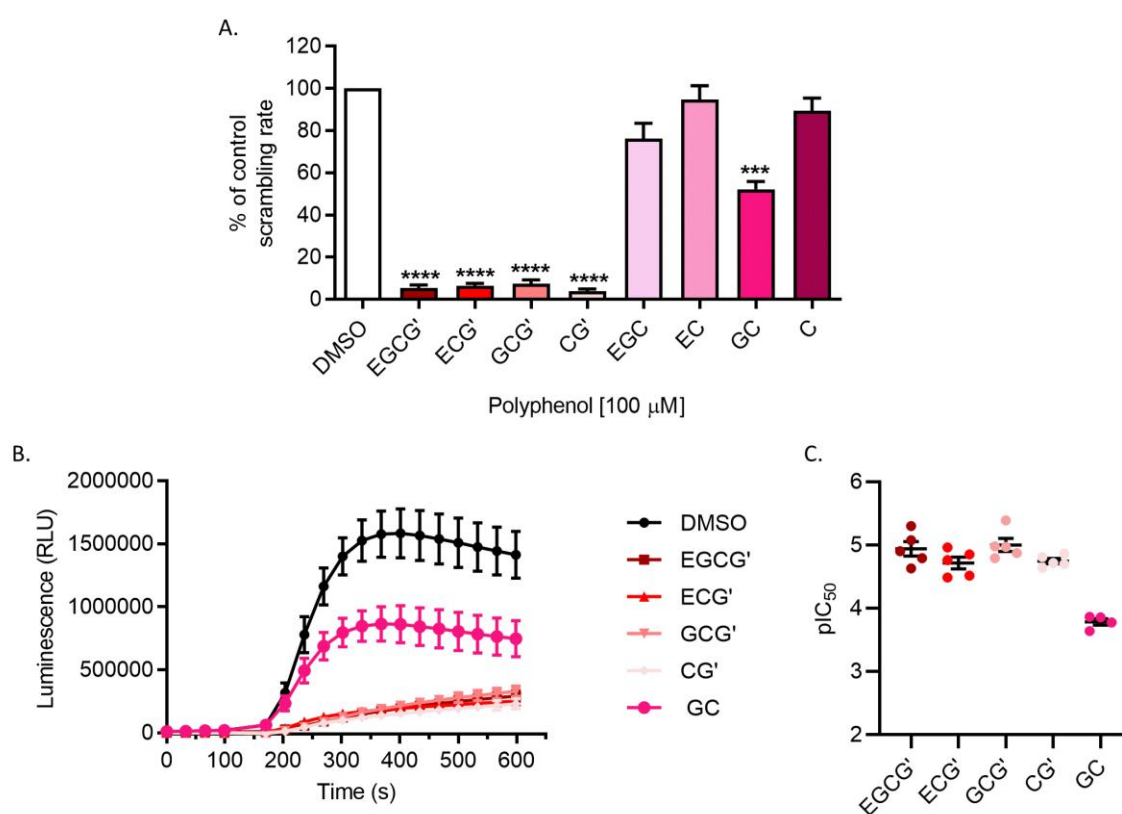 A.
120
100
80
60
40
20
0
% of control
scrambling rate
**** **** **** **** ***
DMSO EGCG' ECG' GCG' CG' EGC EC GC C
Polyphenol [100 μM]
B.
2000000
1500000
1000000
500000
0
Luminescence (RLU)
0 100 200 300 400 500 600
Time (s)
DMSO
EGCG'
ECG'
GCG'
CG'
GC
C.
6
5
4
3
2
pIC50
EGCG' ECG' GCG' CG' GC